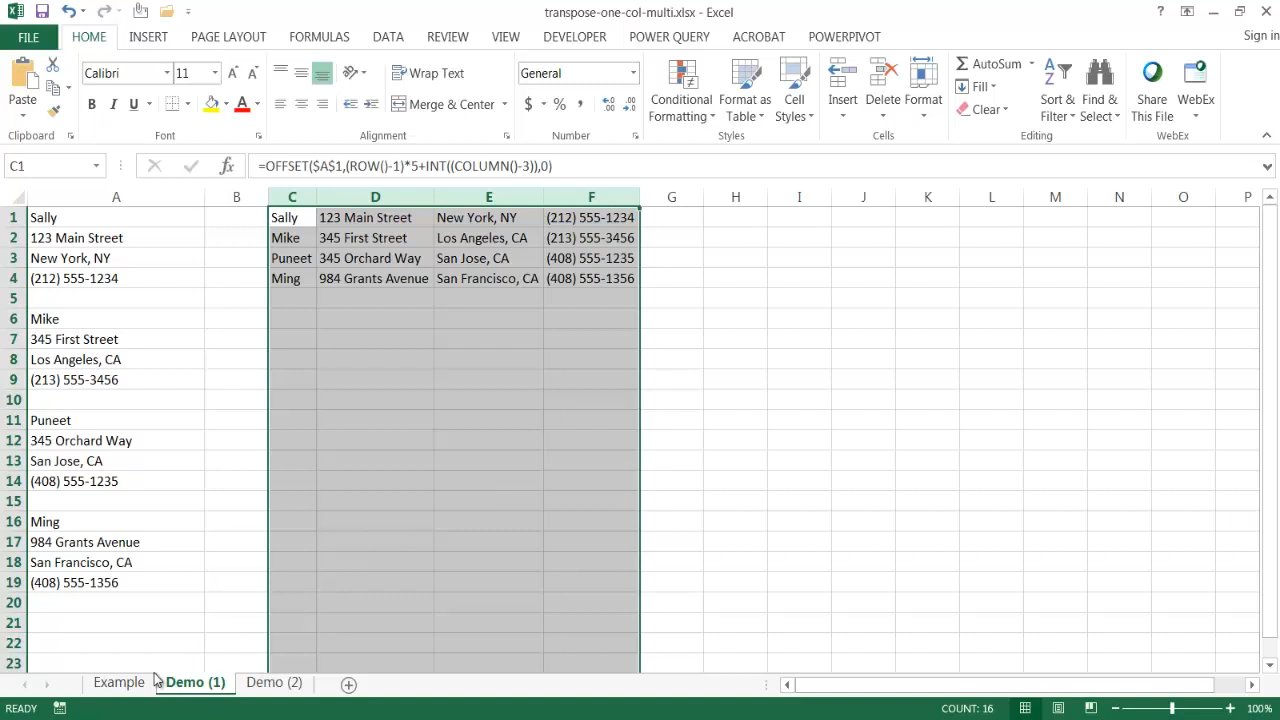 transpose-one-col-multi.xlsx - Excel
?
FILE HOME INSERT PAGE LAYOUT FORMULAS DATA REVIEW VIEW DEVELOPER POWER QUERY ACROBAT POWERPIVOT Sign in
Paste
Calibri 11
B I U
Wrap Text
Merge & Center
General
$ % ,
Conditional Formatting
Format as Table
Cell Styles
Insert Delete Format
AutoSum
Fill
Clear
Sort & Filter
Find & Select
Share This File
WebEx
Clipboard Font Alignment Number Styles Cells Editing WebEx
C1 fx =OFFSET($A$1,(ROW()-1)*5+INT((COLUMN()-3)),0)
A B C D E F G H I J K L M N O P
1 Sally Sally 123 Main Street New York, NY (212) 555-1234
2 123 Main Street Mike 345 First Street Los Angeles, CA (213) 555-3456
3 New York, NY Puneet 345 Orchard Way San Jose, CA (408) 555-1235
4 (212) 555-1234 Ming 984 Grants Avenue San Francisco, CA (408) 555-1356
5
6 Mike
7 345 First Street
8 Los Angeles, CA
9 (213) 555-3456
10
11 Puneet
12 345 Orchard Way
13 San Jose, CA
14 (408) 555-1235
15
16 Ming
17 984 Grants Avenue
18 San Francisco, CA
19 (408) 555-1356
20
21
22
23
Example Demo (1) Demo (2)
READY COUNT: 16 100%